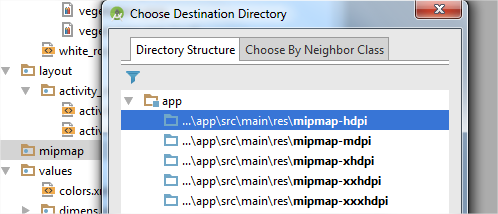 vege
vege
white_ro
layout
activity_
activ
activ
mipmap
values
colors.xm
dimens
Choose Destination Directory
Directory Structure
Choose By Neighbor Class
app
...\app\src\main\res\mipmap-hdpi
...\app\src\main\res\mipmap-mdpi
...\app\src\main\res\mipmap-xhdpi
...\app\src\main\res\mipmap-xxhdpi
...\app\src\main\res\mipmap-xxxhdpi